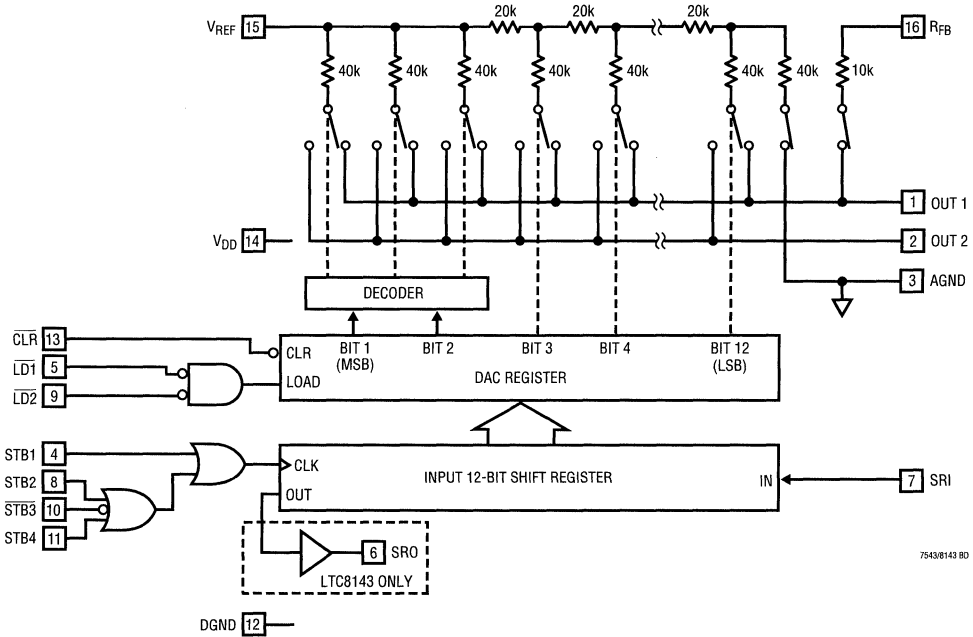 20k 20k 20k
VREF 15 16 RFB
40k 40k 40k 40k 40k 40k 40k 10k
1 OUT 1
VDD 14 2 OUT 2
3 AGND
DECODER
CLR 13
CLR BIT 1 BIT 2 BIT 3 BIT 4 BIT 12
(MSB) (LSB)
LD1 5
LOAD DAC REGISTER
LD2 9
STB1 4
CLK INPUT 12-BIT SHIFT REGISTER IN 7 SRI
STB2 8
OUT
STB3 10
STB4 11
6 SRO
7543/8143 BD
LTC8143 ONLY
DGND 12